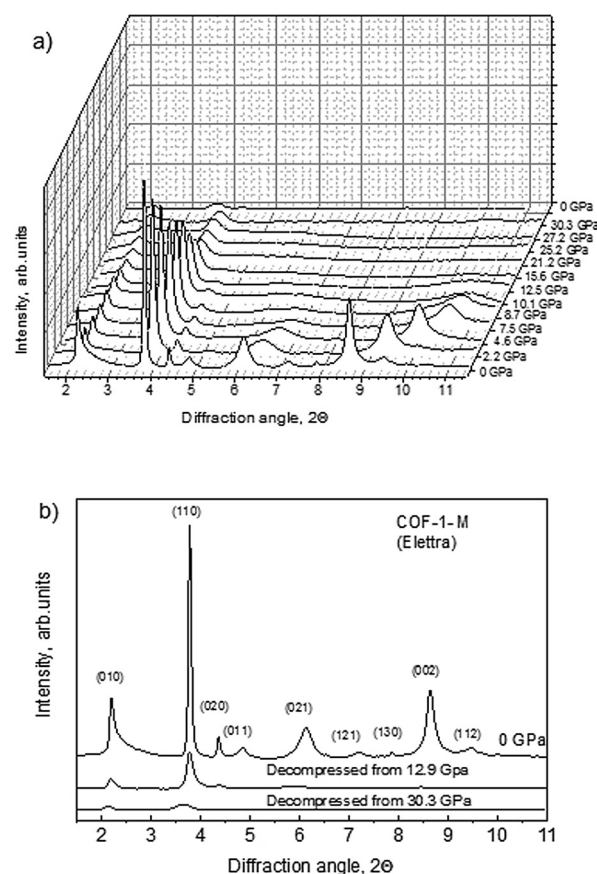 a)
Intensity, arb.units
0 GPa
30.3 GPa
27.2 GPa
25.2 GPa
21.2 GPa
15.6 GPa
12.5 GPa
10.1 GPa
8.7 GPa
7.5 GPa
4.6 GPa
2.2 GPa
0 GPa
2 3 4 5 6 7 8 9 10 11
Diffraction angle, 2Θ
b)
(110)
COF-1-M
(Elettra)
Intensity, arb.units
(010)
(020)
(011)
(021)
(121)
(130)
(002)
(112)
0 GPa
Decompressed from 12.9 Gpa
Decompressed from 30.3 GPa
2 3 4 5 6 7 8 9 10 11
Diffraction angle, 2Θ